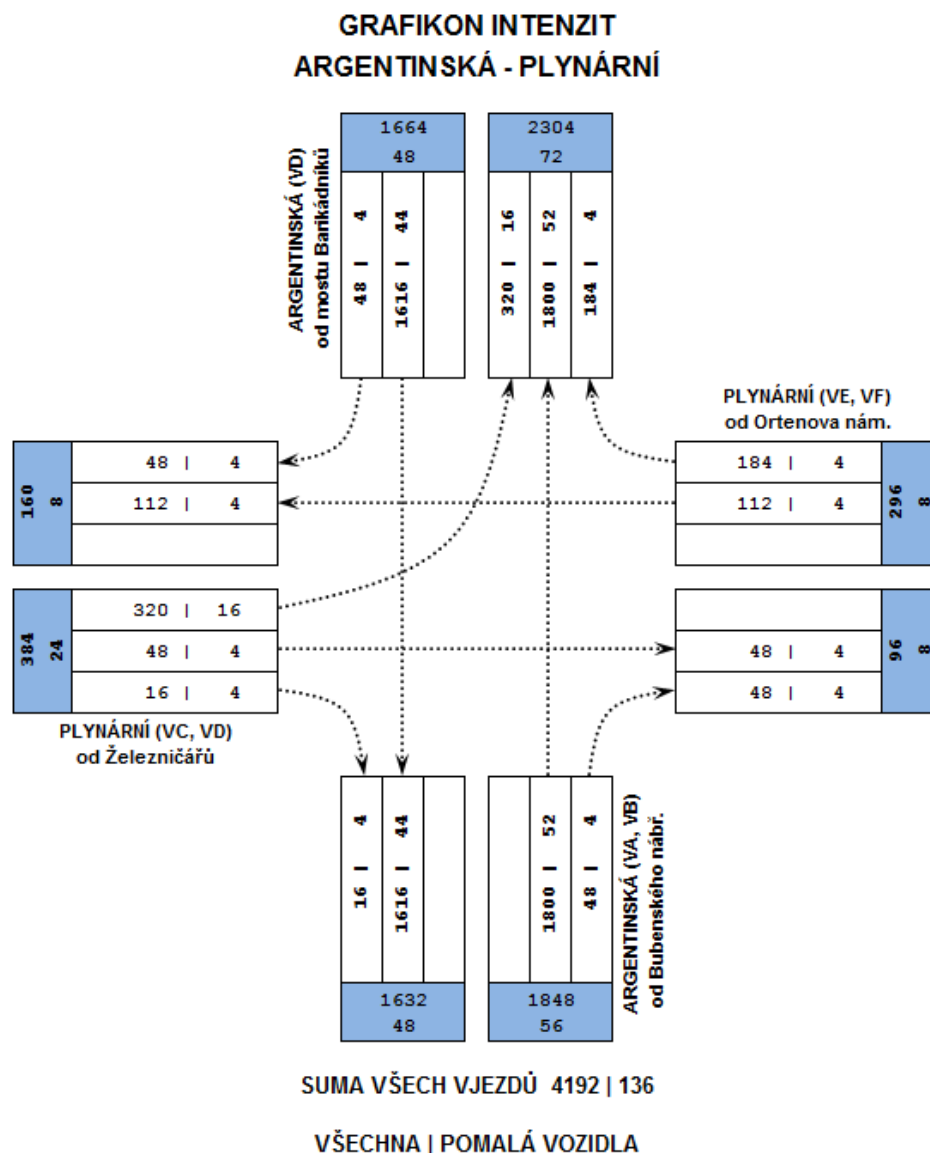 GRAFIKON INTENZIT
ARGENTINSKÁ - PLYNÁRNÍ
1664
48
2304
72
ARGENTINSKÁ (VD)
od mostu Barikádníků
48 | 4
1616 | 44
320 | 16
1800 | 52
184 | 4
PLYNÁRNÍ (VE, VF)
od Ortenova nám.
160
8
48 | 4
112 | 4
184 | 4
112 | 4
296
8
384
24
320 | 16
48 | 4
16 | 4
48 | 4
48 | 4
96
8
PLYNÁRNÍ (VC, VD)
od Železničářů
16 | 4
1616 | 44
1800 | 52
48 | 4
ARGENTINSKÁ (VA, VB)
od Bubenského nábř.
1632
48
1848
56
SUMA VŠECH VJEZDŮ 4192 | 136
VŠECHNA | POMALÁ VOZIDLA